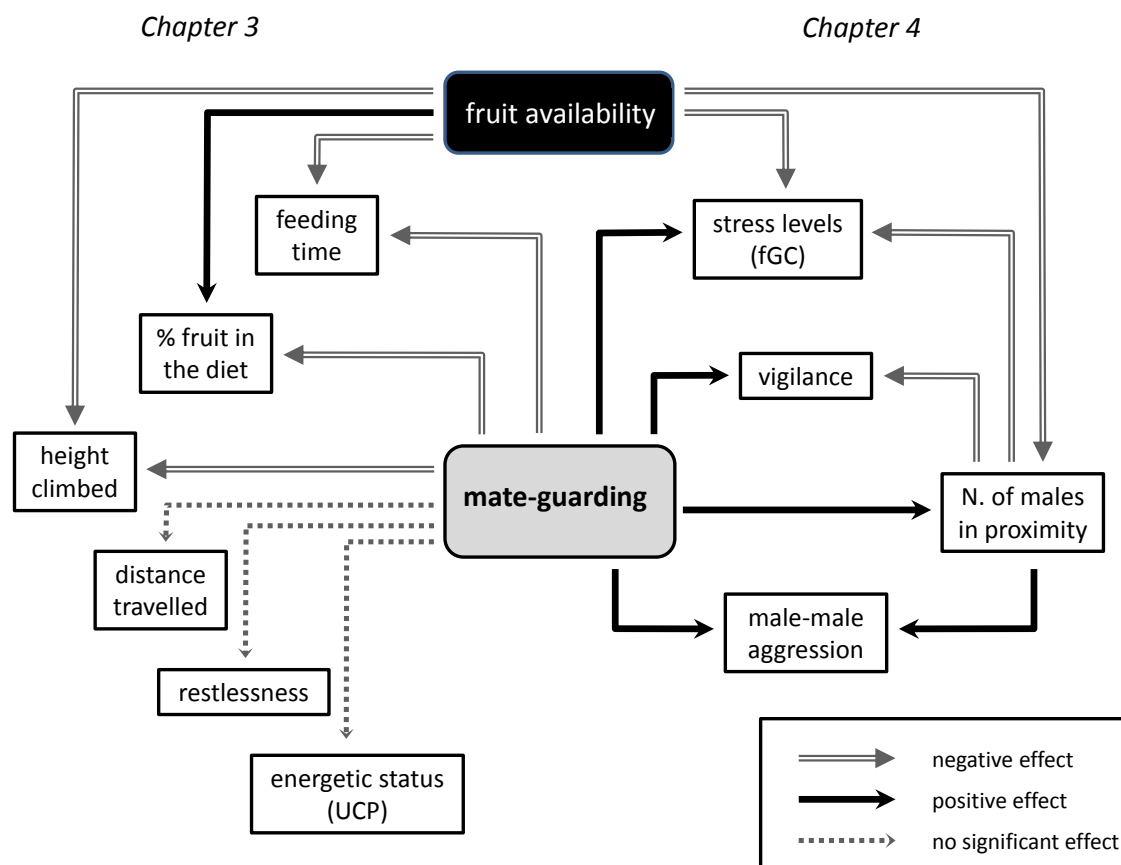 Chapter 3
Chapter 4
fruit availability
feeding
time
stress levels
(fGC)
% fruit in
the diet
vigilance
height
climbed
mate-guarding
N. of males
in proximity
distance
travelled
male-male
aggression
restlessness
energetic status
(UCP)
negative effect
positive effect
no significant effect